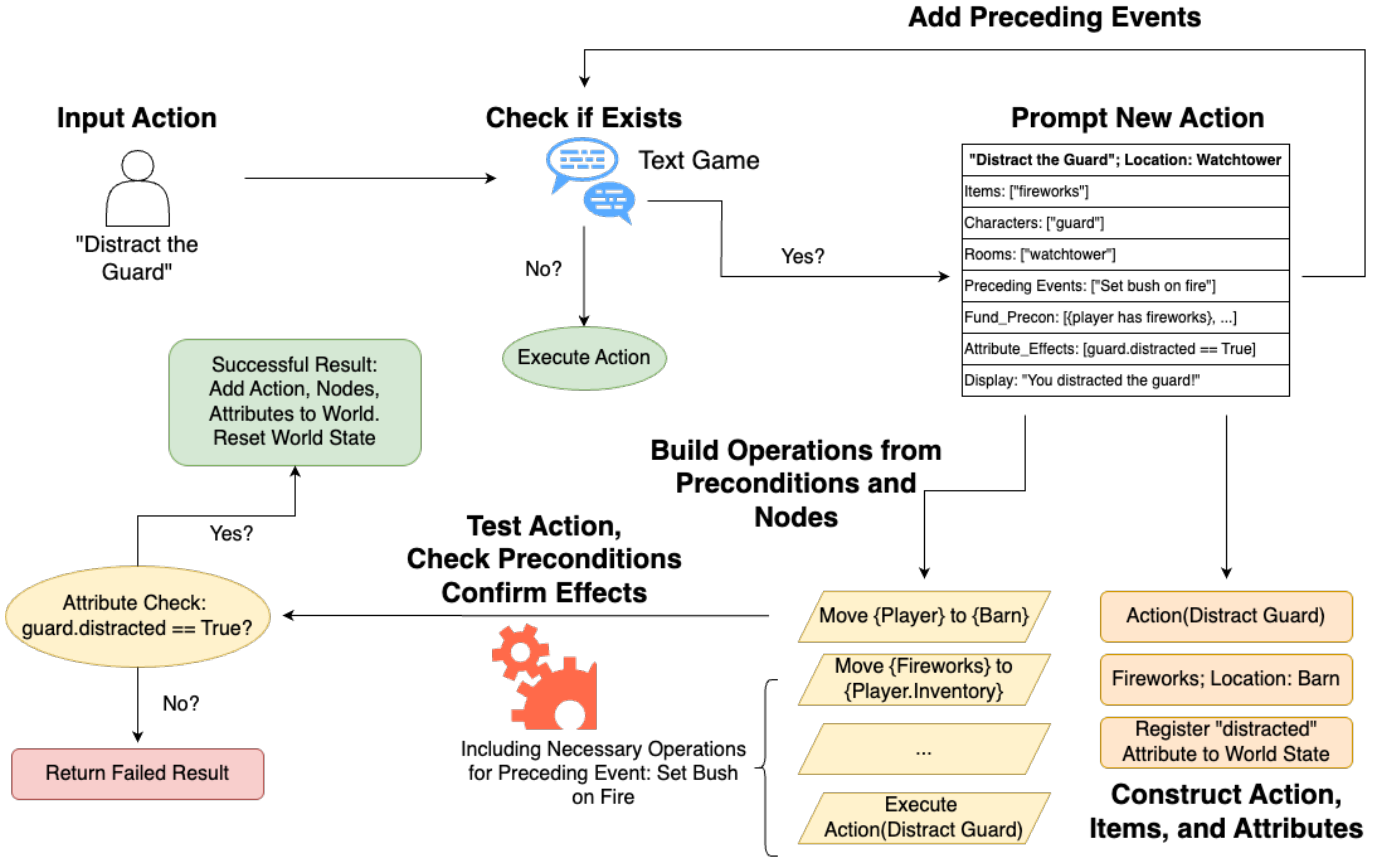 Add Preceding Events
Input Action
Check if Exists
Prompt New Action
Text Game
"Distract the
Guard"
"Distract the Guard"; Location: Watchtower
Items: ["fireworks"]
Characters: ["guard"]
Rooms: ["watchtower"]
Preceding Events: ["Set bush on fire"]
Fund_Precon: [{player has fireworks}, ...]
Attribute_Effects: [guard.distracted == True]
Display: "You distracted the guard!"
No?
Yes?
Execute Action
Successful Result:
Add Action, Nodes,
Attributes to World.
Reset World State
Build Operations from
Preconditions and
Nodes
Yes?
Test Action,
Check Preconditions
Confirm Effects
Attribute Check:
guard.distracted == True?
No?
Return Failed Result
Including Necessary Operations
for Preceding Event: Set Bush
on Fire
Move {Player} to {Barn}
Move {Fireworks} to
{Player.Inventory}
...
Execute
Action(Distract Guard)
Action(Distract Guard)
Fireworks; Location: Barn
Register "distracted"
Attribute to World State
Construct Action,
Items, and Attributes